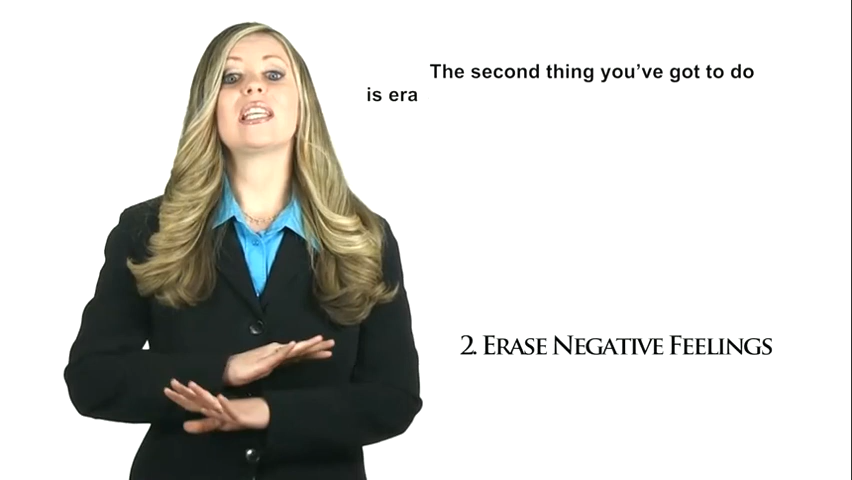 The second thing you've got to do
is era
2. ERASE NEGATIVE FEELINGS